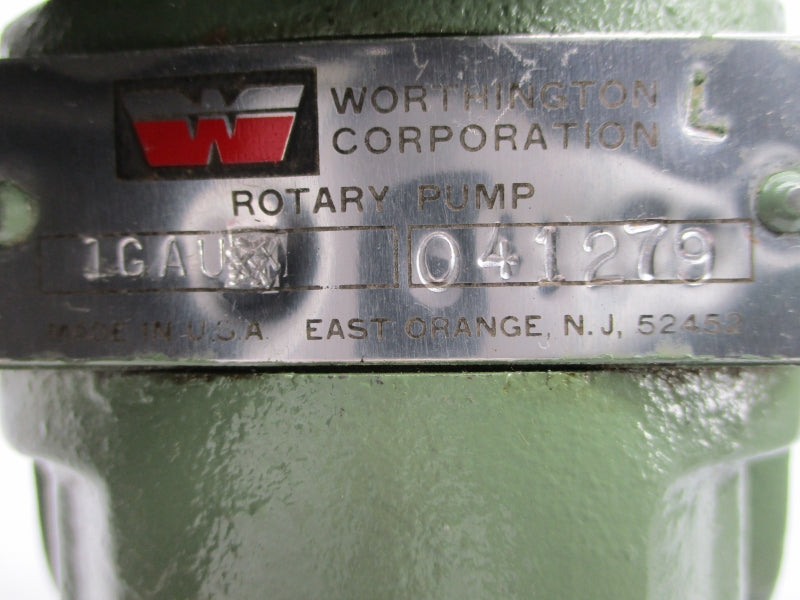 W WORTHINGTON L
CORPORATION
ROTARY PUMP
1GAU 041279
MADE IN U.S.A. EAST ORANGE, N.J, 52452